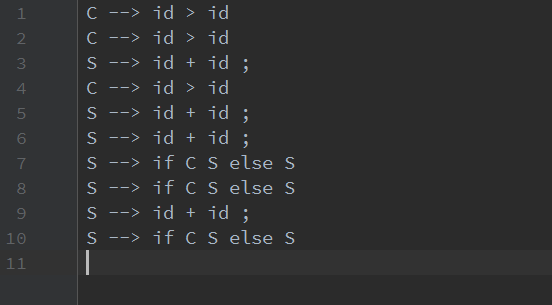 1 C --> id > id
2 C --> id > id
3 S --> id + id ;
4 C --> id > id
5 S --> id + id ;
6 S --> id + id ;
7 S --> if C S else S
8 S --> if C S else S
9 S --> id + id ;
10 S --> if C S else S
11